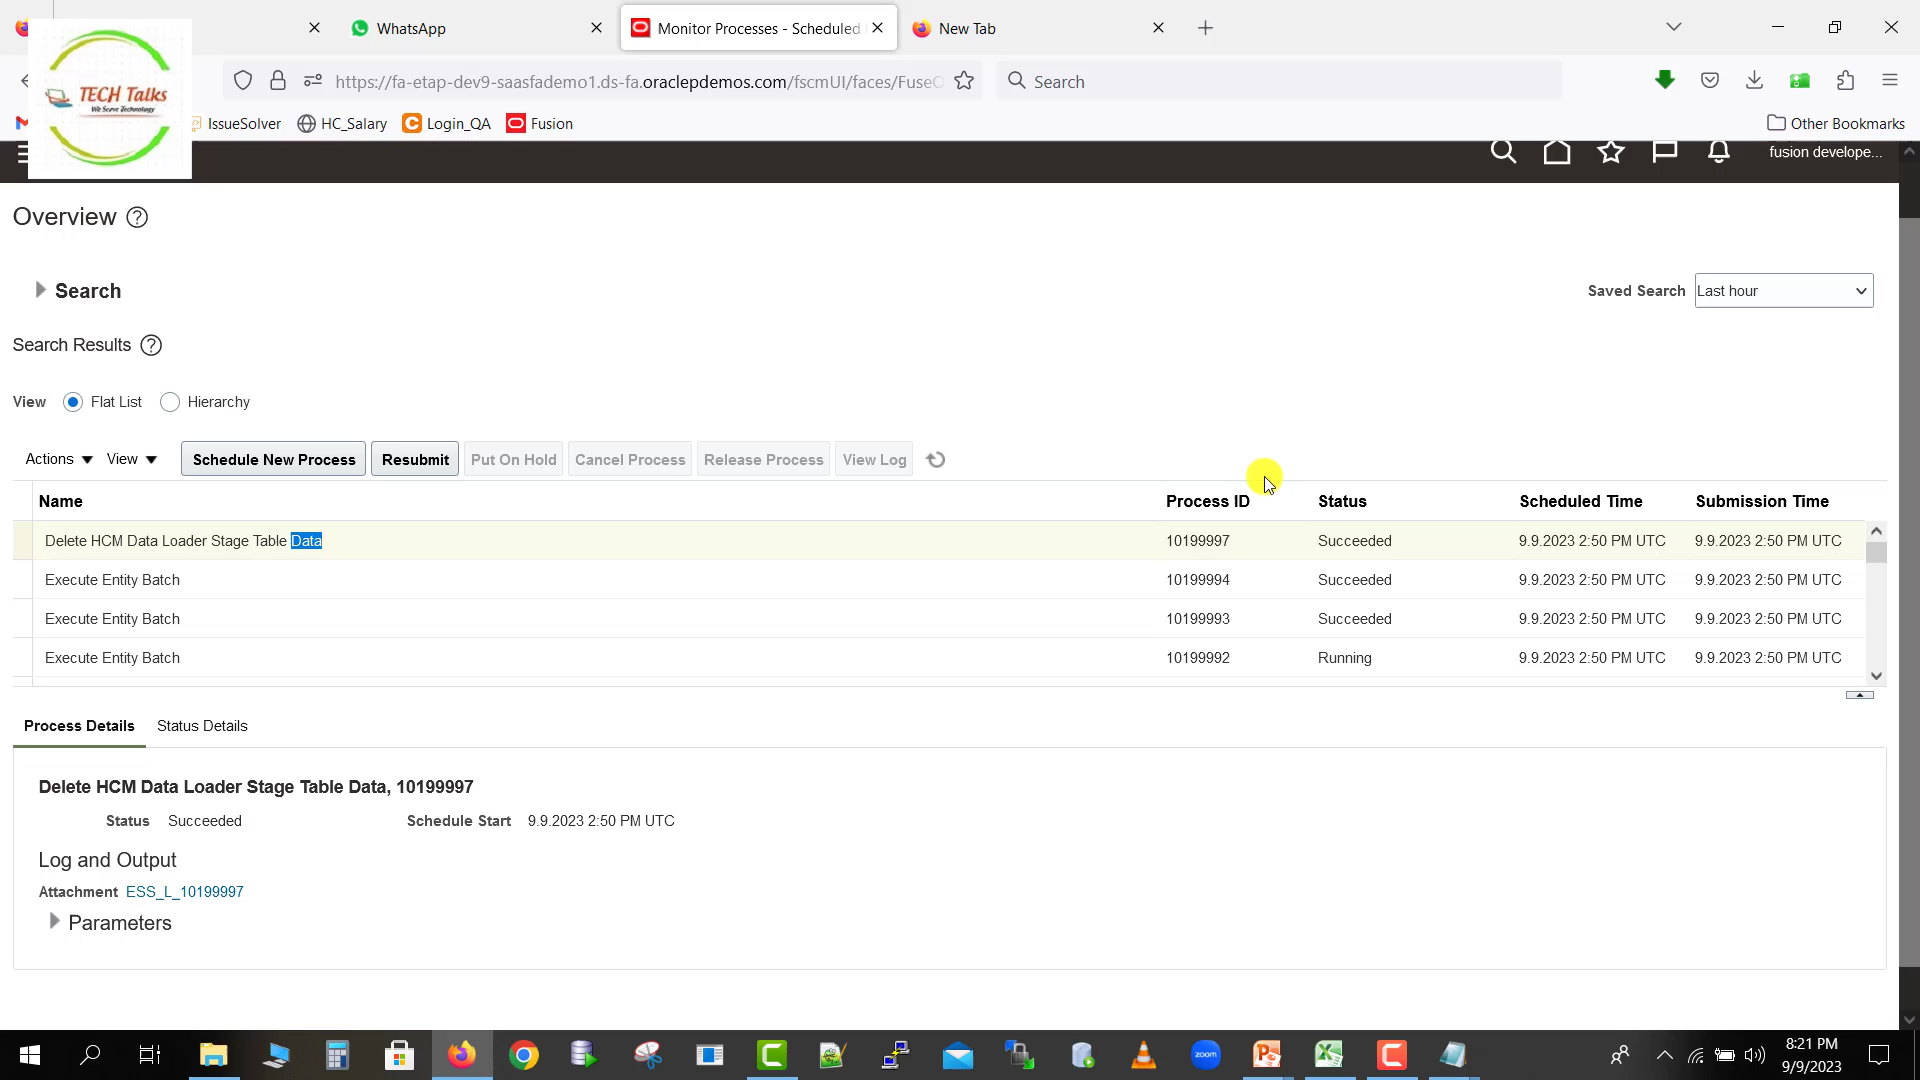 WhatsApp
Monitor Processes - Scheduled
New Tab
https://fa-etap-dev9-saasfademo1.ds-fa.oraclepdemos.com/fscmUI/faces/FuseO
Search
TECH Talks
We Serve Technology
IssueSolver
HC_Salary
Login_QA
Fusion
Other Bookmarks
fusion develope...
Overview
Search
Saved Search Last hour
Search Results
View Flat List Hierarchy
Actions View Schedule New Process Resubmit Put On Hold Cancel Process Release Process View Log
Name Process ID Status Scheduled Time Submission Time
Delete HCM Data Loader Stage Table Data 10199997 Succeeded 9.9.2023 2:50 PM UTC 9.9.2023 2:50 PM UTC
Execute Entity Batch 10199994 Succeeded 9.9.2023 2:50 PM UTC 9.9.2023 2:50 PM UTC
Execute Entity Batch 10199993 Succeeded 9.9.2023 2:50 PM UTC 9.9.2023 2:50 PM UTC
Execute Entity Batch 10199992 Running 9.9.2023 2:50 PM UTC 9.9.2023 2:50 PM UTC
Process Details Status Details
Delete HCM Data Loader Stage Table Data, 10199997
Status Succeeded Schedule Start 9.9.2023 2:50 PM UTC
Log and Output
Attachment ESS_L_10199997
Parameters
zoom
8:21 PM
9/9/2023